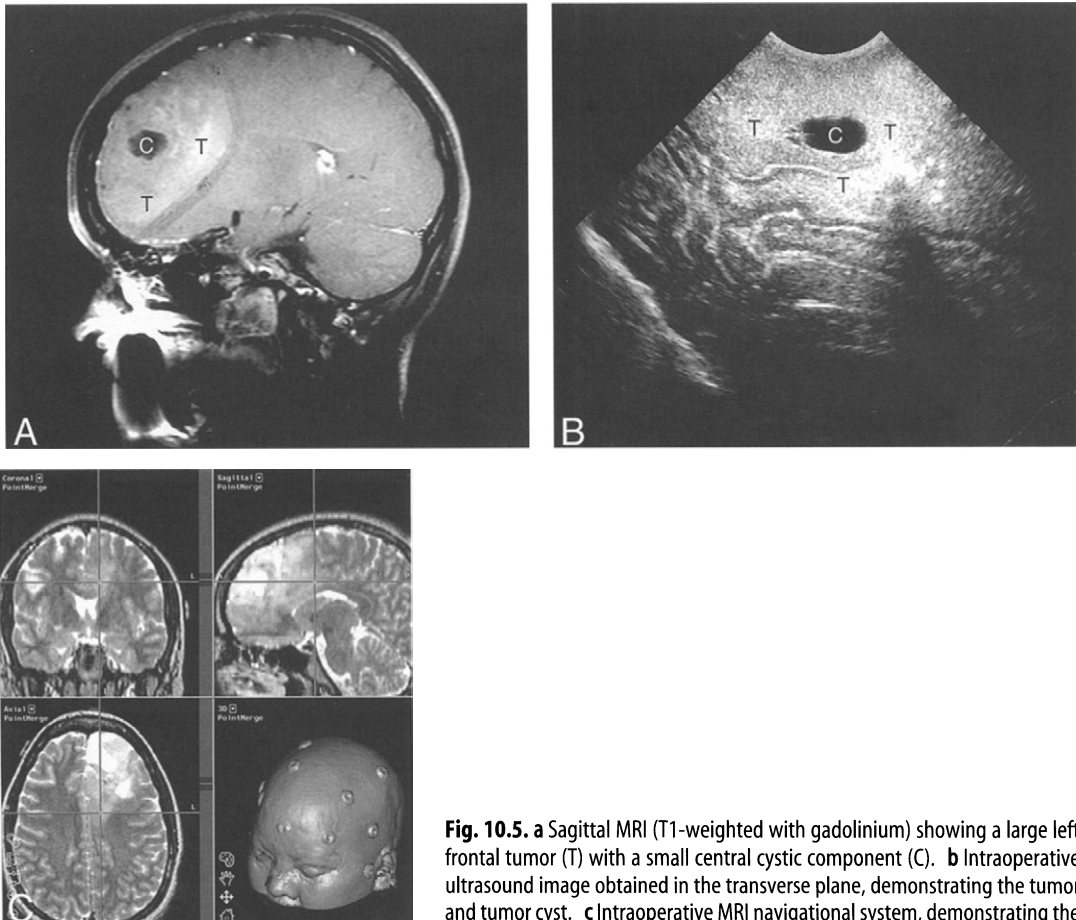 C
T
T
A
T
C
T
T
B
Coronal
PointMerge
L
Sagittal
PointMerge
Axial
PointMerge
L
3D
PointMerge
C
Fig. 10.5. a Sagittal MRI (T1-weighted with gadolinium) showing a large left
frontal tumor (T) with a small central cystic component (C). b Intraoperative
ultrasound image obtained in the transverse plane, demonstrating the tumor
and tumor cyst. c Intraoperative MRI navigational system, demonstrating the